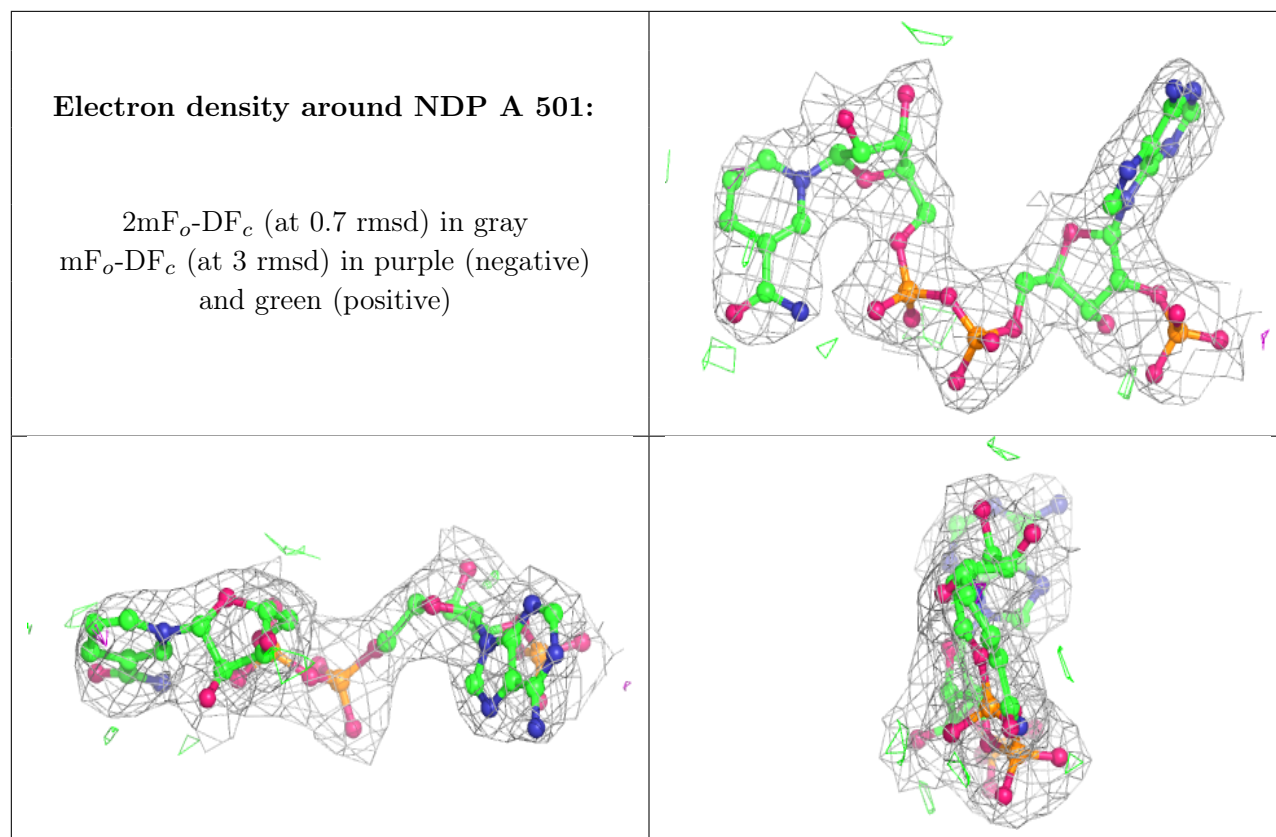 Electron density around NDP A 501:
2mFₒ-DF𝒸 (at 0.7 rmsd) in gray
mFₒ-DF𝒸 (at 3 rmsd) in purple (negative)
and green (positive)